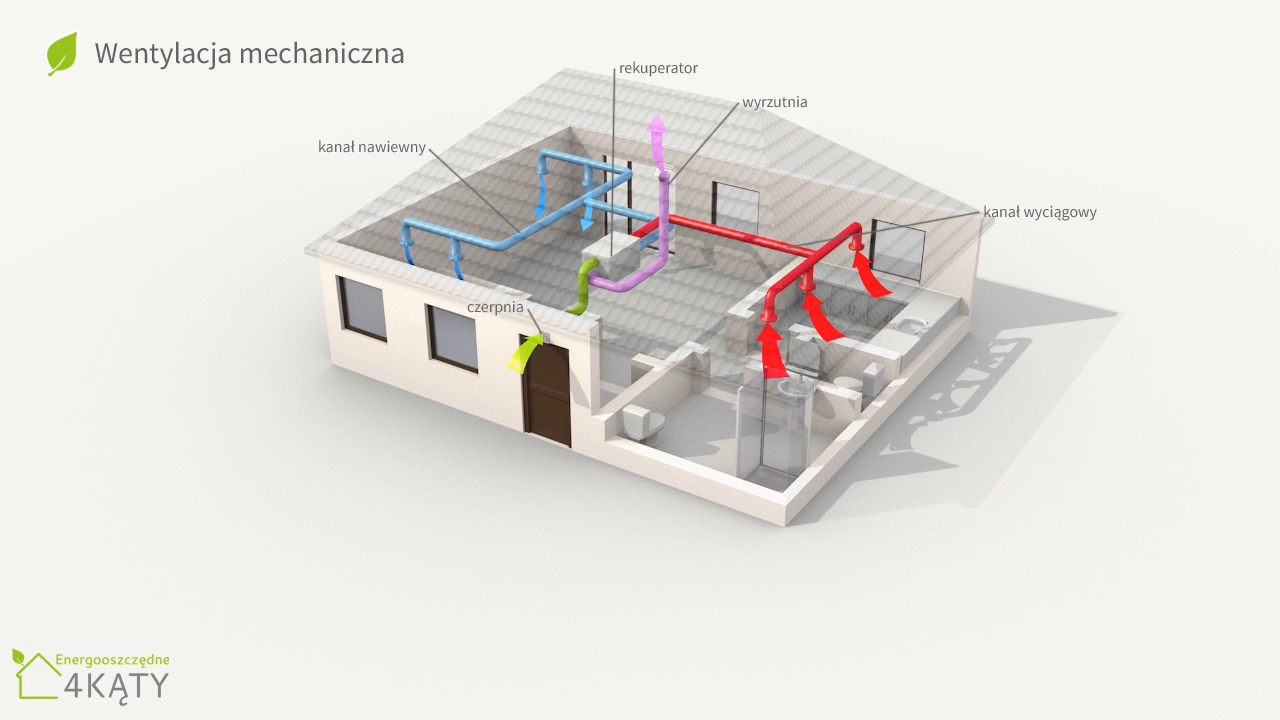 Wentylacja mechaniczna
rekuperator
wyrzutnia
kanał nawiewny
kanał wyciągowy
czerpnia
Energooszczędne
4KĄTY